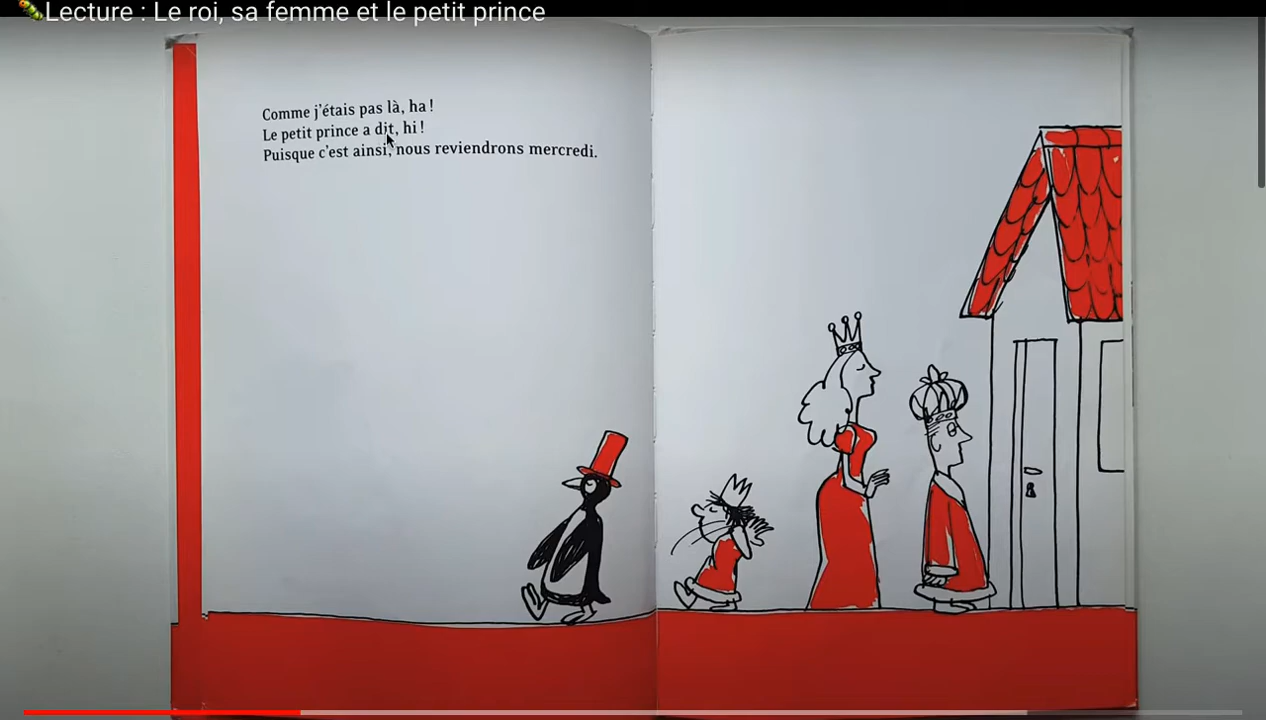 Lecture : Le roi, sa femme et le petit prince
Comme j'étais pas là, ha !
Le petit prince a dit, hi !
Puisque c'est ainsi, nous reviendrons mercredi.